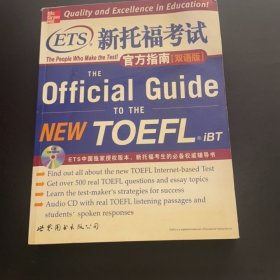 Mc
Graw
Hill
Quality and Excellence in Education!
ETS 新托福考试
The People Who Make the Test!
官方指南 [双语版]
THE
Official Guide
TO THE
NEW TOEFL® iBT
ETS中国独家授权版本,新托福考生的必备权威辅导书
Find out all about the new TOEFL Internet-based Test
Get over 500 real TOEFL questions and essay topics
Learn the test-maker's strategies for success
Audio CD with real TOEFL listening passages and
students' spoken responses
世界图书出版公司